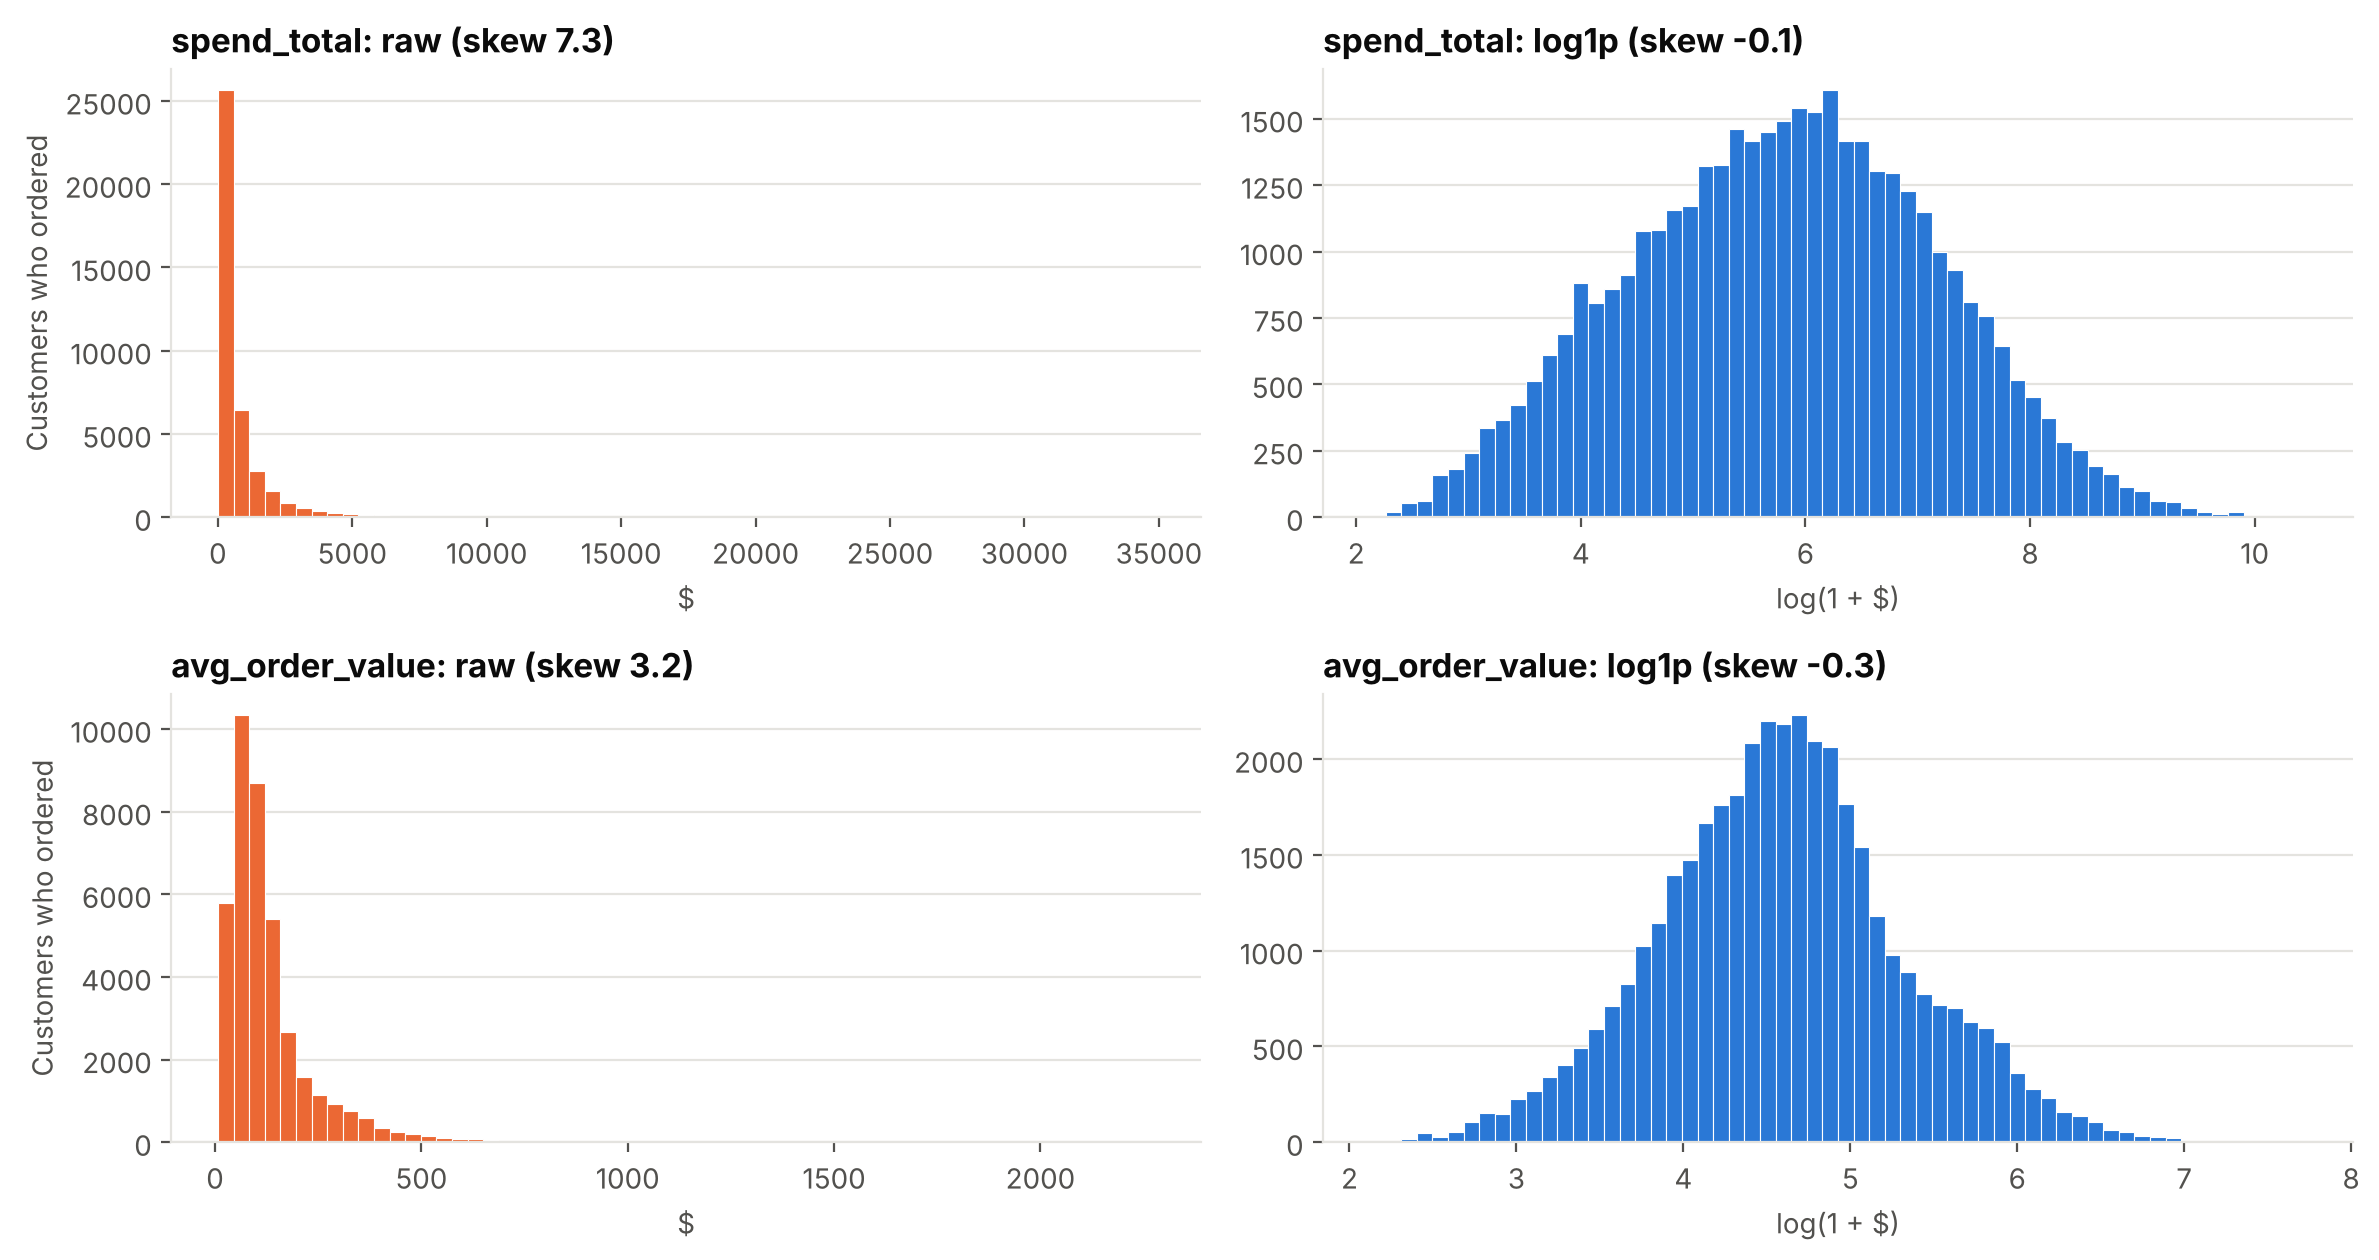 spend_total: raw (skew 7.3)
Customers who ordered
25000
20000
15000
10000
5000
0
0 5000 10000 15000 20000 25000 30000 35000
$
spend_total: log1p (skew -0.1)
1500
1250
1000
750
500
250
0
2 4 6 8 10
log(1 + $)
avg_order_value: raw (skew 3.2)
Customers who ordered
10000
8000
6000
4000
2000
0
0 500 1000 1500 2000
$
avg_order_value: log1p (skew -0.3)
2000
1500
1000
500
0
2 3 4 5 6 7 8
log(1 + $)